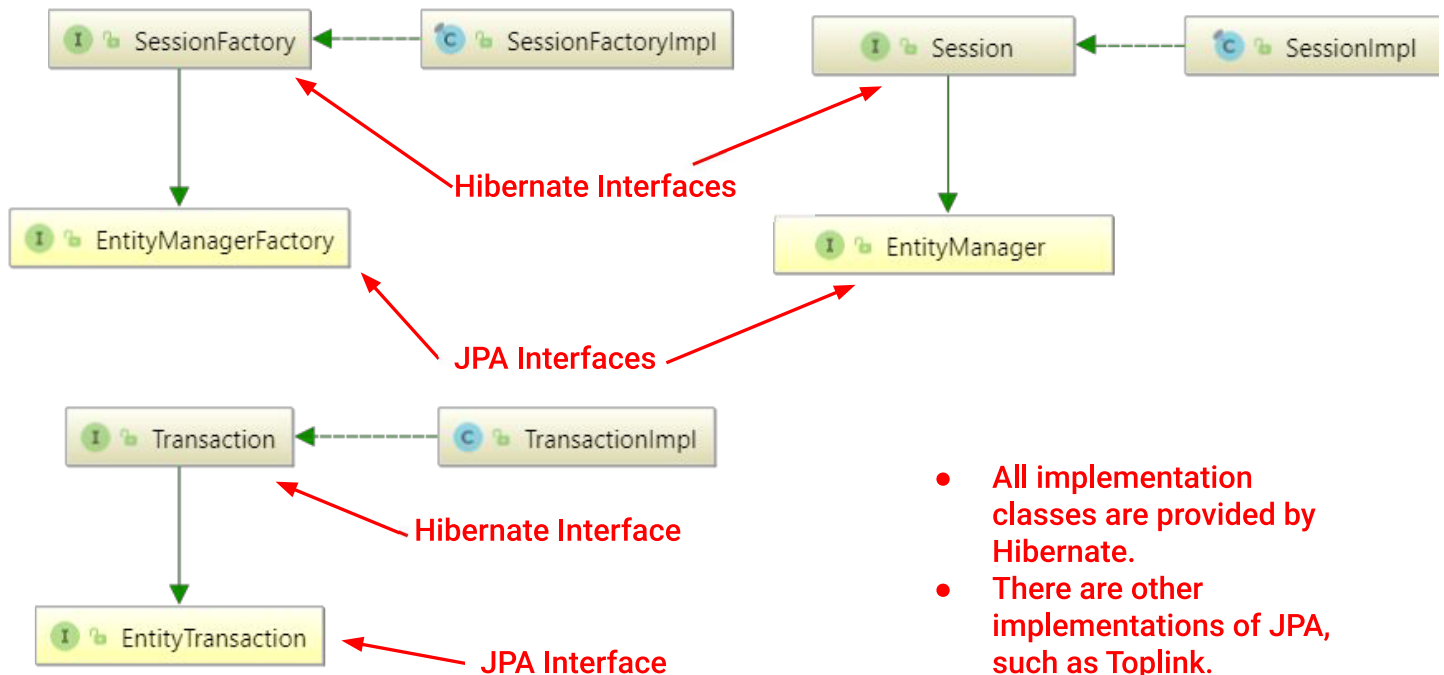 I SessionFactory
C SessionFactoryImpl
I Session
C SessionImpl
Hibernate Interfaces
I EntityManagerFactory
I EntityManager
JPA Interfaces
I Transaction
C TransactionImpl
Hibernate Interface
I EntityTransaction
JPA Interface
● All implementation
classes are provided by
Hibernate.
● There are other
implementations of JPA,
such as Toplink.